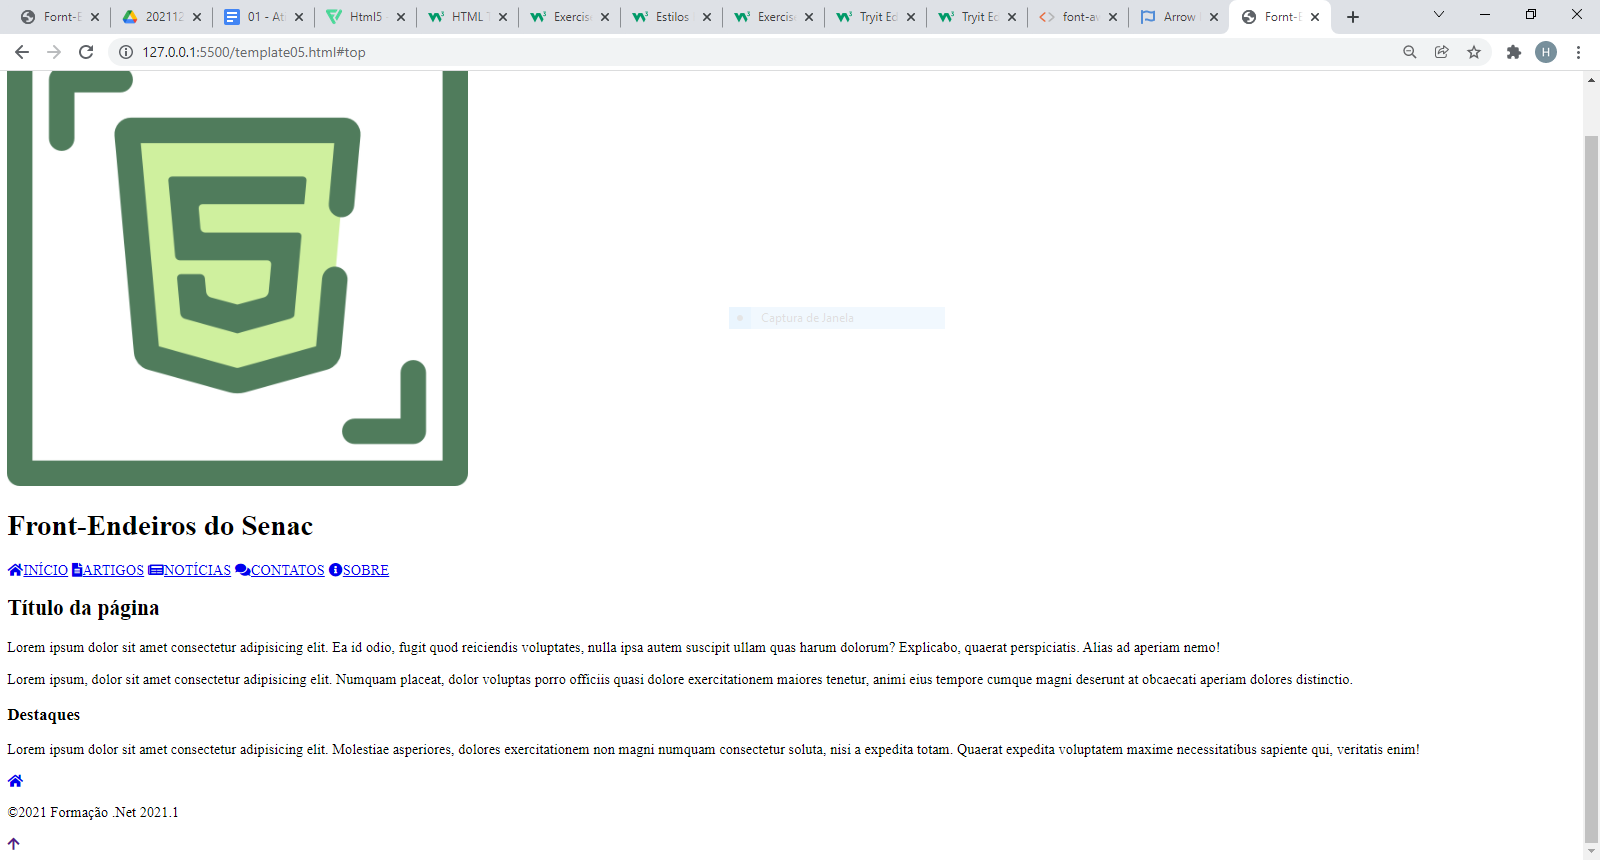 Fornt-E 202112 01 - At Html5 HTML T Exercis Estilos Exercis Tryit Ed Tryit Ed font-aw Arrow Fornt-E
127.0.0.1:5500/template05.html#top H
5
Captura de Janela
Front-Endeiros do Senac
INÍCIO ARTIGOS NOTÍCIAS CONTATOS SOBRE
Título da página
Lorem ipsum dolor sit amet consectetur adipisicing elit. Ea id odio, fugit quod reiciendis voluptates, nulla ipsa autem suscipit ullam quas harum dolorum? Explicabo, quaerat perspiciatis. Alias ad aperiam nemo!
Lorem ipsum, dolor sit amet consectetur adipisicing elit. Numquam placeat, dolor voluptas porro officiis quasi dolore exercitationem maiores tenetur, animi eius tempore cumque magni deserunt at obcaecati aperiam dolores distinctio.
Destaques
Lorem ipsum dolor sit amet consectetur adipisicing elit. Molestiae asperiores, dolores exercitationem non magni numquam consectetur soluta, nisi a expedita totam. Quaerat expedita voluptatem maxime necessitatibus sapiente qui, veritatis enim!
©2021 Formação .Net 2021.1